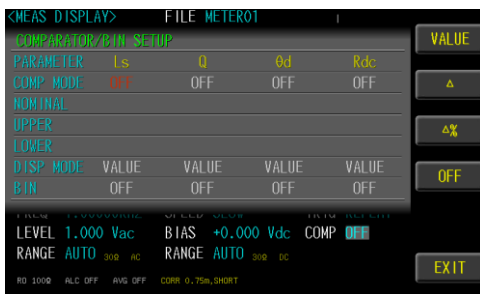 <MEAS DISPLAY> FILE METER01
COMPARATOR/BIN SETUP
PARAMETER Ls Q θd Rdc
COMP MODE OFF OFF OFF OFF
NOMINAL
UPPER
LOWER
DISP MODE VALUE VALUE VALUE VALUE
BIN OFF OFF OFF OFF
LEVEL 1.000 Vac BIAS +0.000 Vdc COMP OFF
RANGE AUTO 30Ω AC RANGE AUTO 30Ω DC
RO 100Ω ALC OFF AVG OFF CORR 0.75m,SHORT
VALUE
Δ
Δ%
OFF
EXIT